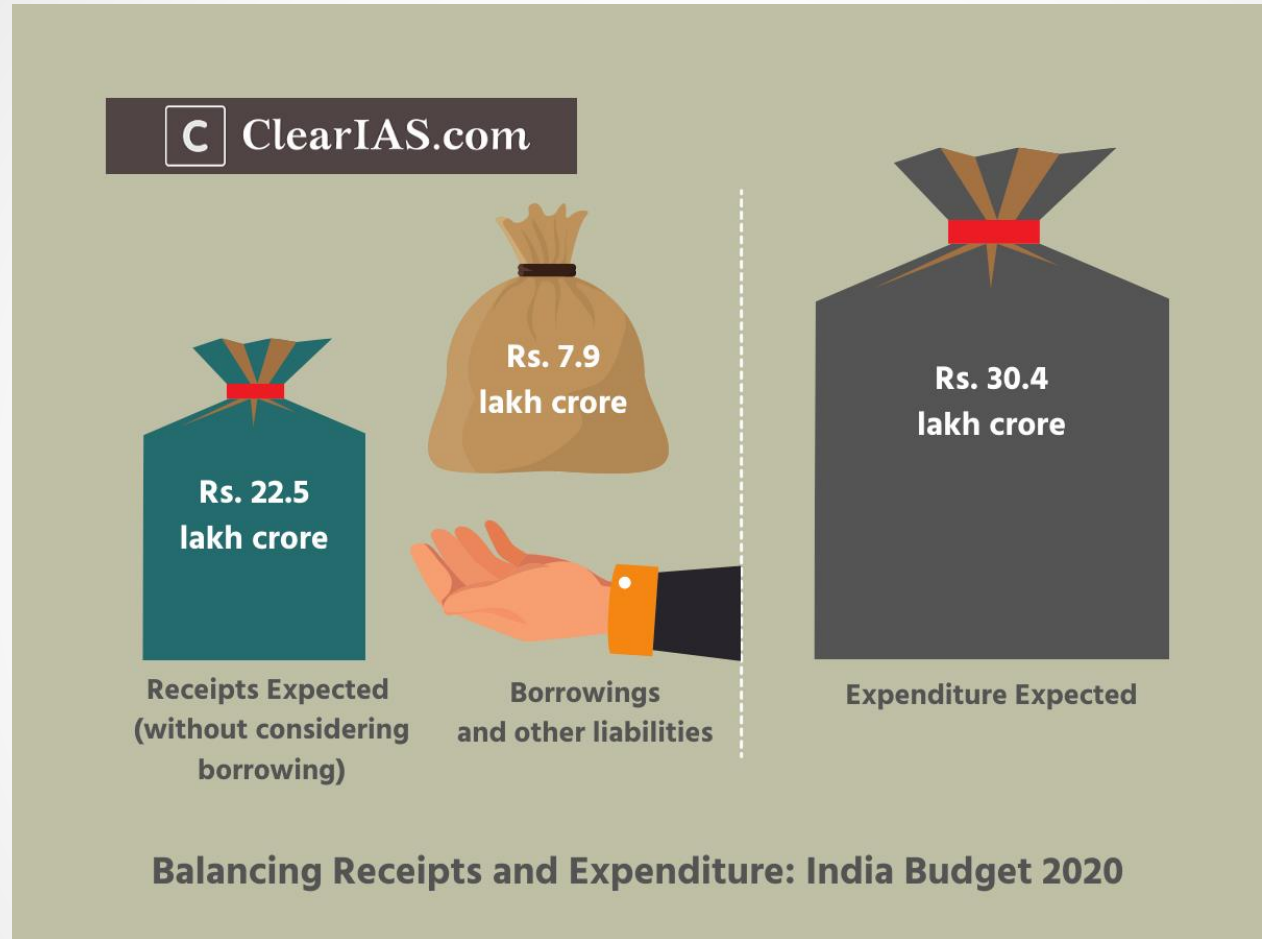 C ClearIAS.com
Rs. 22.5
lakh crore
Receipts Expected
(without considering
borrowing)
Rs. 7.9
lakh crore
Borrowings
and other liabilities
Rs. 30.4
lakh crore
Expenditure Expected
Balancing Receipts and Expenditure: India Budget 2020